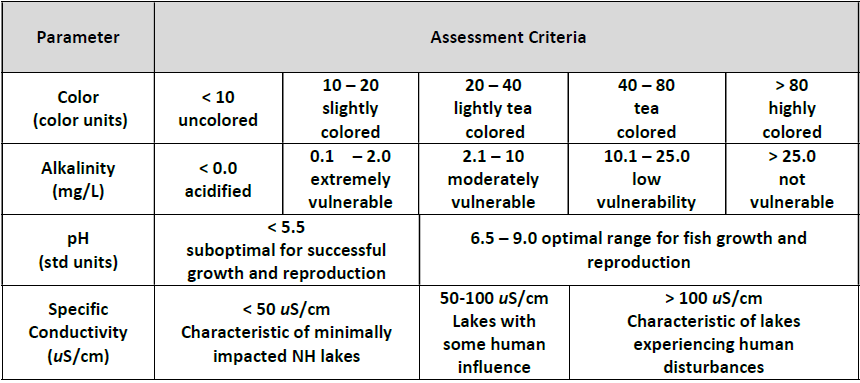 Parameter
Assessment Criteria
Color
(color units)
< 10
uncolored
10 – 20
slightly
colored
20 – 40
lightly tea
colored
40 – 80
tea
colored
> 80
highly
colored
Alkalinity
(mg/L)
< 0.0
acidified
0.1 – 2.0
extremely
vulnerable
2.1 – 10
moderately
vulnerable
10.1 – 25.0
low
vulnerability
> 25.0
not
vulnerable
pH
(std units)
< 5.5
suboptimal for successful
growth and reproduction
6.5 – 9.0 optimal range for fish growth and
reproduction
Specific
Conductivity
(uS/cm)
< 50 uS/cm
Characteristic of minimally
impacted NH lakes
50-100 uS/cm
Lakes with
some human
influence
> 100 uS/cm
Characteristic of lakes
experiencing human
disturbances